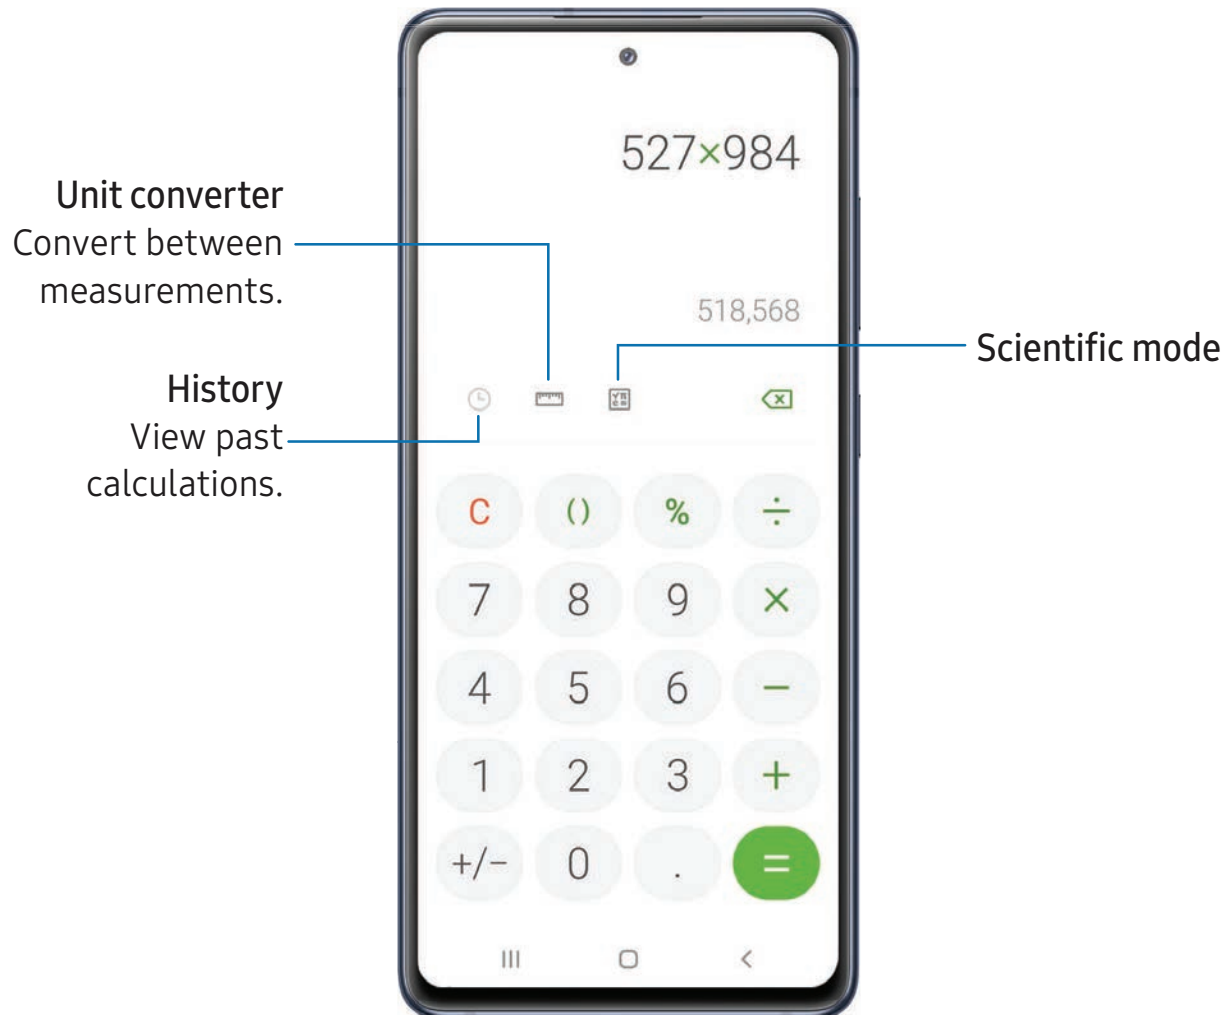 527×984
Unit converter
Convert between
measurements.
518,568
Scientific mode
History
View past
calculations.
C () % ÷
7 8 9 ×
4 5 6 −
1 2 3 +
+/− 0 . =